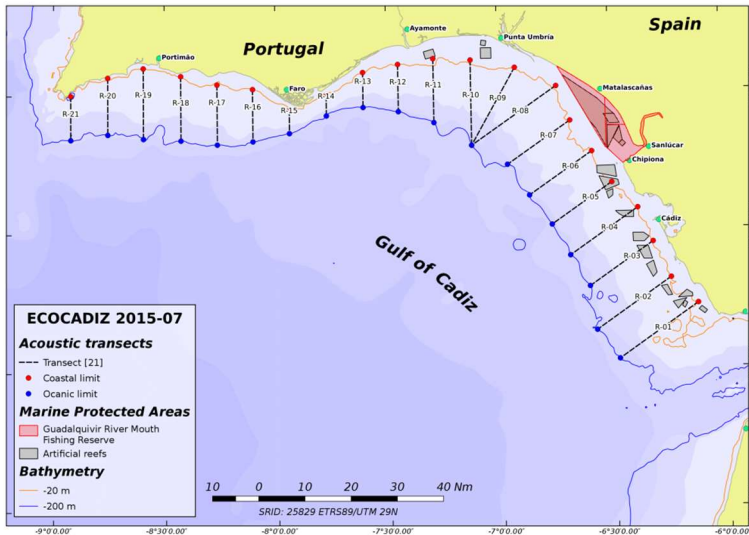 Spain
Portugal
Ayamonte
Punta Umbría
Portimão
Faro
Matalascañas
Sanlúcar
Chipiona
Cádiz
R-21
R-20
R-19
R-18
R-17
R-16
R-15
R-14
R-13
R-12
R-11
R-10
R-09
R-08
R-07
R-06
R-05
R-04
R-03
R-02
R-01
Gulf of Cadiz
ECOCADIZ 2015-07
Acoustic transects
Transect [21]
Coastal limit
Ocanic limit
Marine Protected Areas
Guadalquivir River Mouth
Fishing Reserve
Artificial reefs
Bathymetry
-20 m
-200 m
10 0 10 20 30 40 Nm
SRID: 25829 ETRS89/UTM 29N
-9°0'0.00" -8°30'0.00" -8°0'0.00" -7°30'0.00" -7°0'0.00" -6°30'0.00" -6°0'0.00"